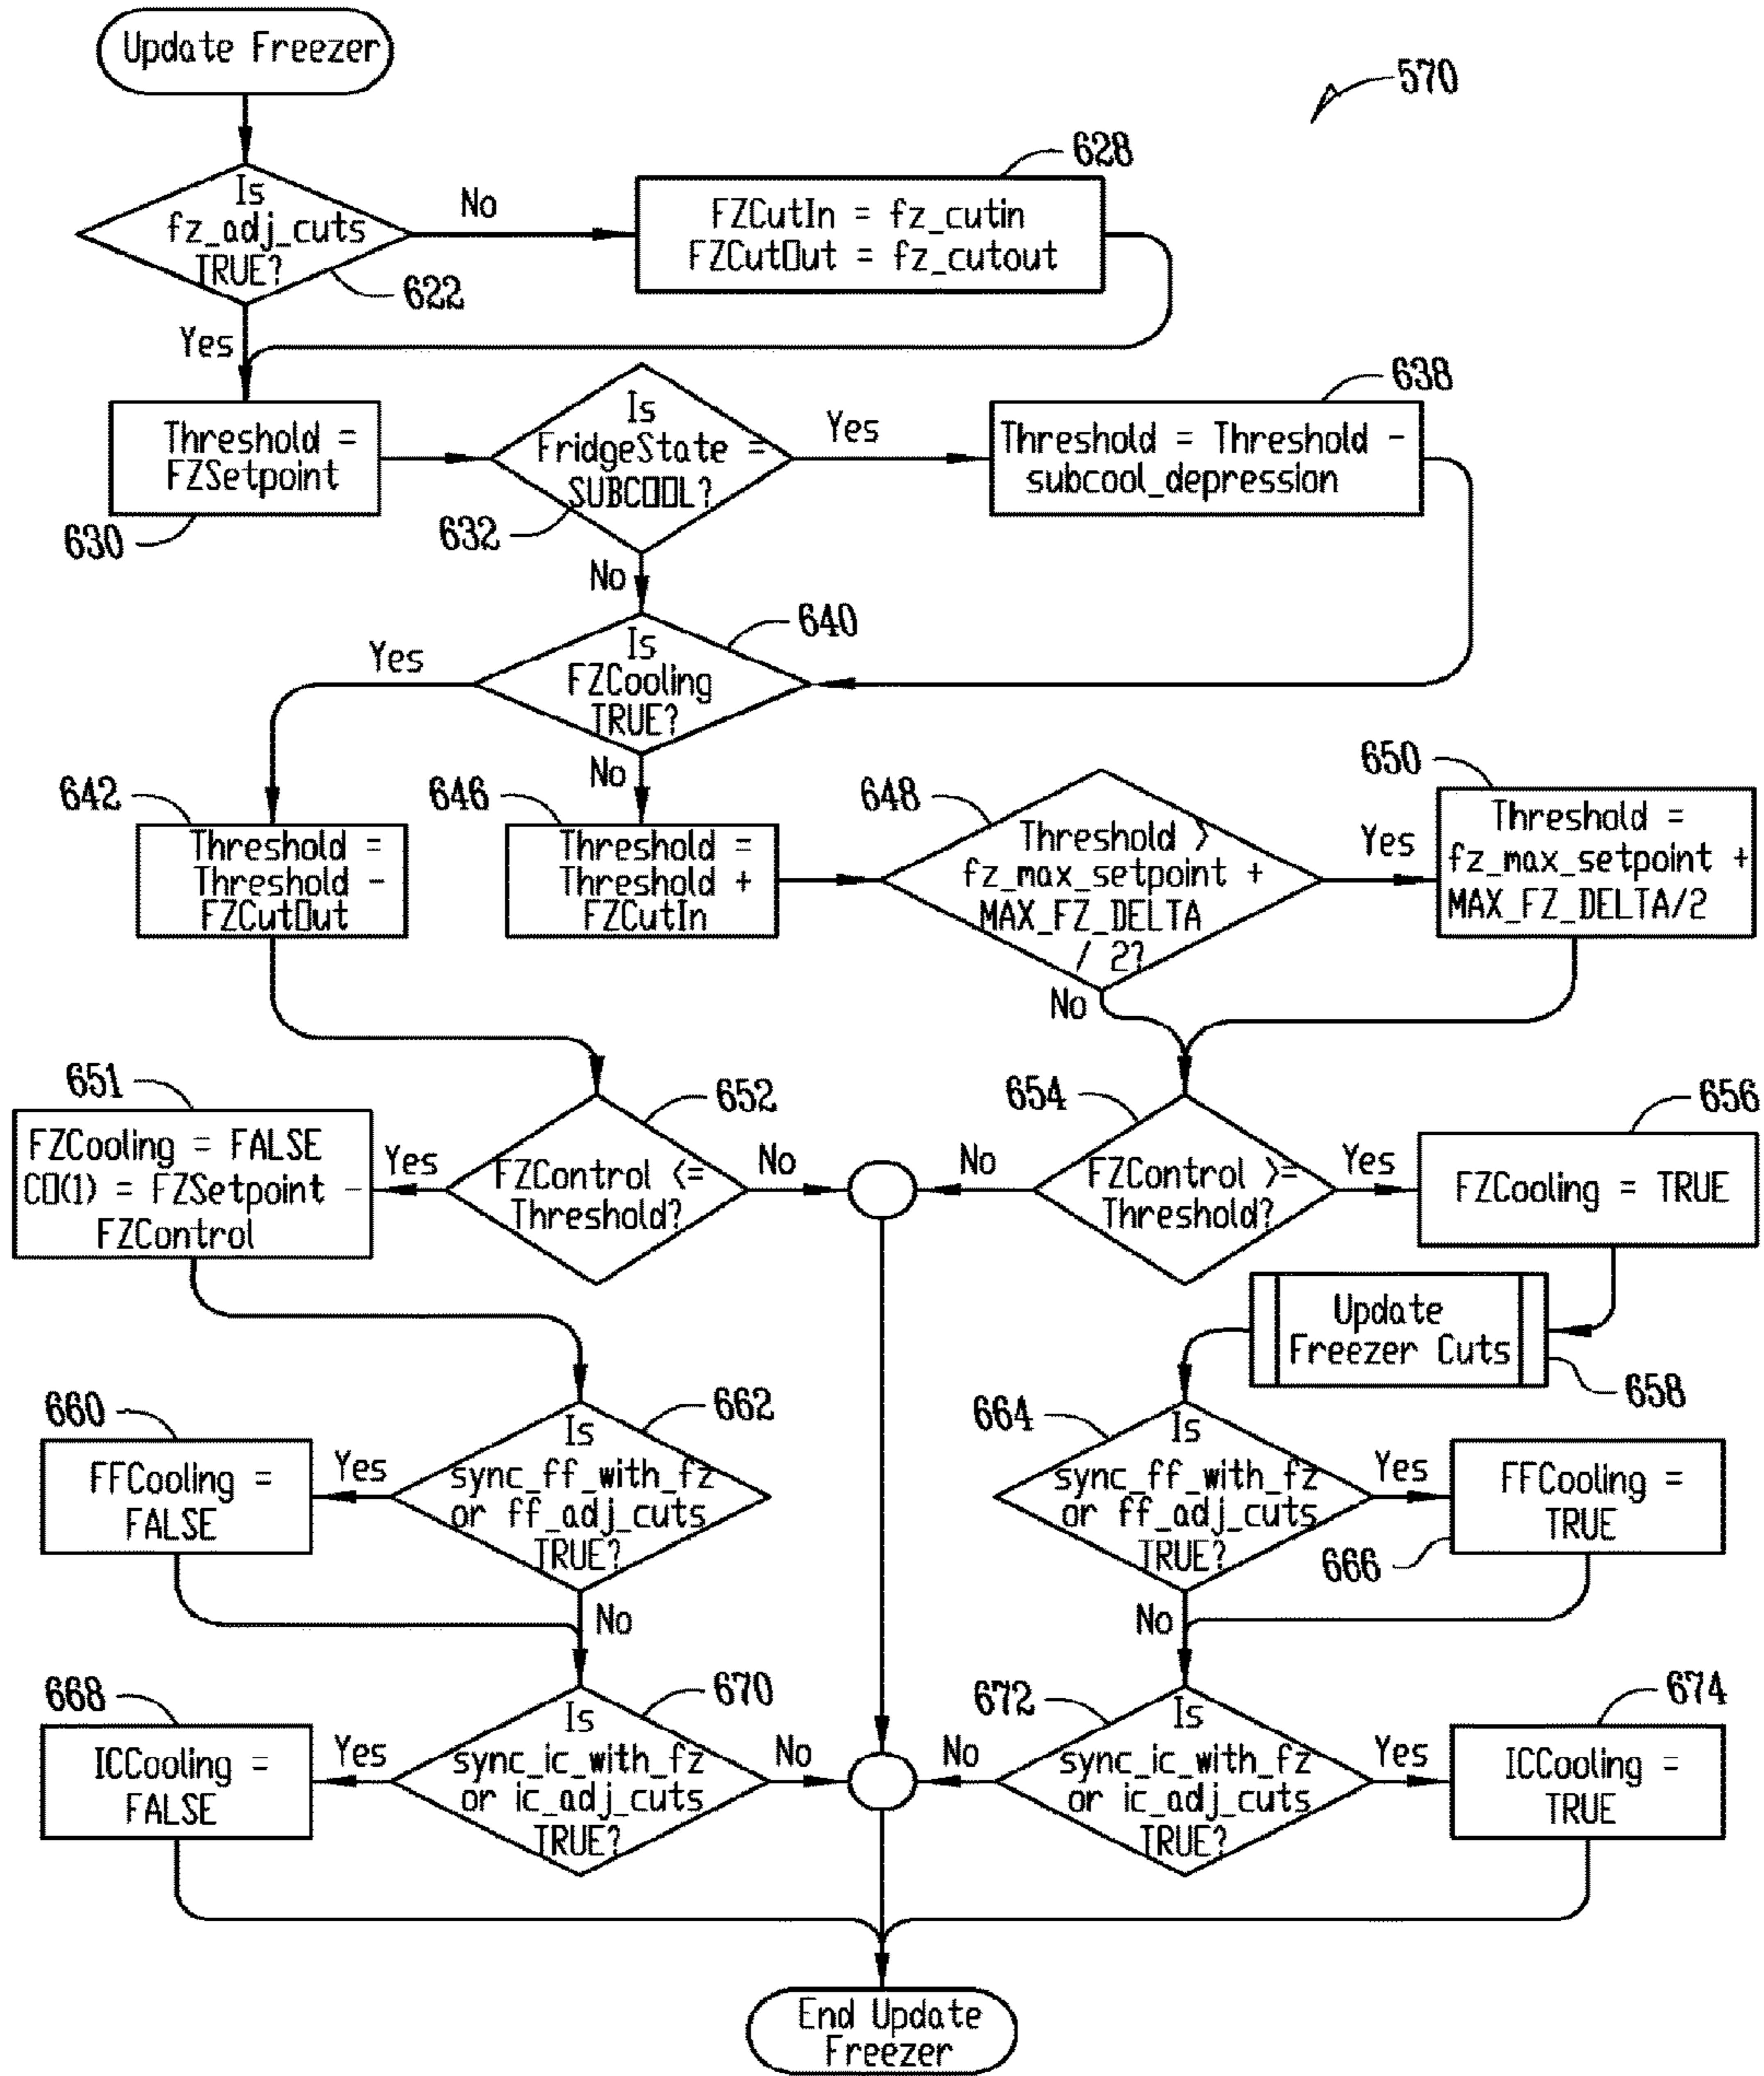 Update Freezer
570
Is
fz_adj_cuts
TRUE?
622
No
Yes
628
FZCutIn = fz_cutin
FZCutOut = fz_cutout
Threshold =
FZSetpoint
630
Is
FridgeState =
SUBCOOL?
632
Yes
No
638
Threshold = Threshold -
subcool_depression
640
Is
FZCooling
TRUE?
Yes
No
642
Threshold =
Threshold -
FZCutOut
646
Threshold =
Threshold +
FZCutIn
648
Threshold >
fz_max_setpoint +
MAX_FZ_DELTA
/ 2?
Yes
No
650
Threshold =
fz_max_setpoint +
MAX_FZ_DELTA/2
651
FZCooling = FALSE
CO(1) = FZSetpoint -
FZControl
Yes
652
FZControl <=
Threshold?
No
654
No
FZControl >=
Threshold?
Yes
656
FZCooling = TRUE
Update
Freezer Cuts
658
660
FFCooling =
FALSE
Yes
662
Is
sync_ff_with_fz
or ff_adj_cuts
TRUE?
No
664
Is
sync_ff_with_fz
or ff_adj_cuts
TRUE?
Yes
No
FFCooling =
TRUE
666
668
ICCooling =
FALSE
Yes
670
Is
sync_ic_with_fz
or ic_adj_cuts
TRUE?
No
672
No
Is
sync_ic_with_fz
or ic_adj_cuts
TRUE?
Yes
674
ICCooling =
TRUE
End Update
Freezer